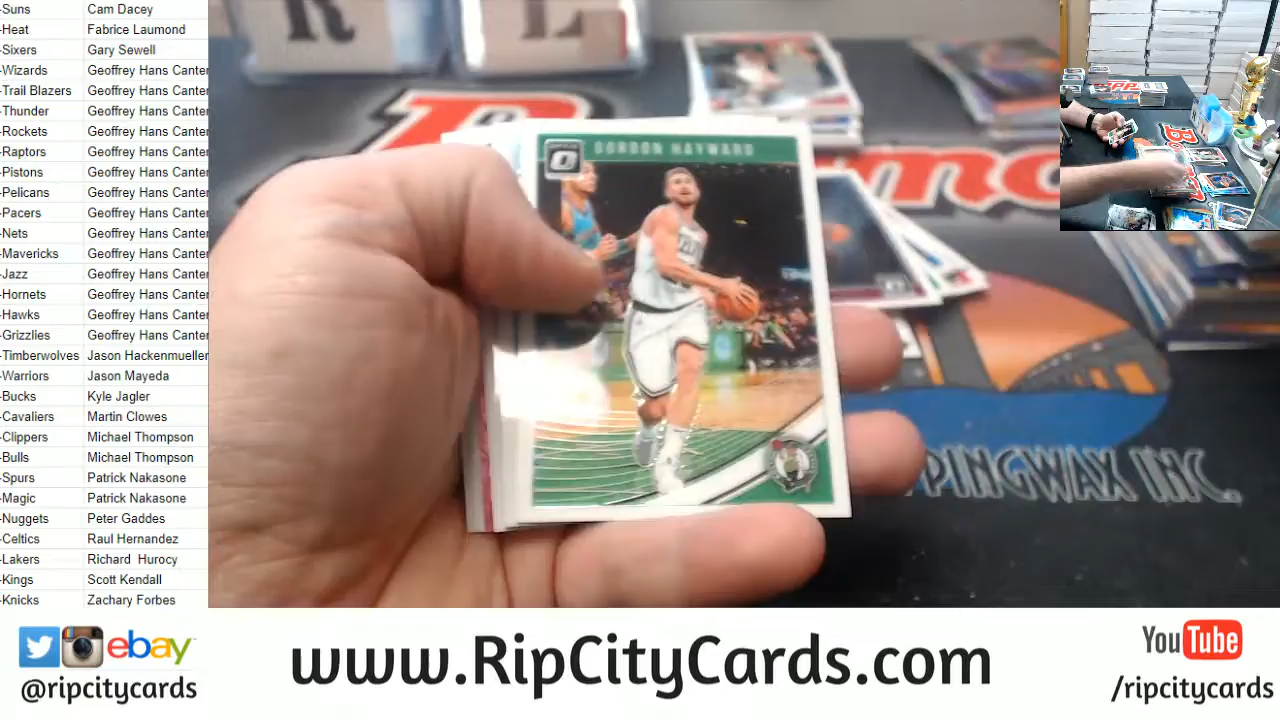 -Suns Cam Dacey
-Heat Fabrice Laumond
-Sixers Gary Sewell
-Wizards Geoffrey Hans Canter
-Trail Blazers Geoffrey Hans Canter
-Thunder Geoffrey Hans Canter
-Rockets Geoffrey Hans Canter
-Raptors Geoffrey Hans Canter
-Pistons Geoffrey Hans Canter
-Pelicans Geoffrey Hans Canter
-Pacers Geoffrey Hans Canter
-Nets Geoffrey Hans Canter
-Mavericks Geoffrey Hans Canter
-Jazz Geoffrey Hans Canter
-Hornets Geoffrey Hans Canter
-Hawks Geoffrey Hans Canter
-Grizzlies Geoffrey Hans Canter
-Timberwolves Jason Hackenmueller
-Warriors Jason Mayeda
-Bucks Kyle Jagler
-Cavaliers Martin Clowes
-Clippers Michael Thompson
-Bulls Michael Thompson
-Spurs Patrick Nakasone
-Magic Patrick Nakasone
-Nuggets Peter Gaddes
-Celtics Raul Hernandez
-Lakers Richard Hurocy
-Kings Scott Kendall
-Knicks Zachary Forbes
R L
GORDON HAYWARD
PPINGWAX INC.
ebay
@ripcitycards
www.RipCityCards.com
YouTube
/ripcitycards